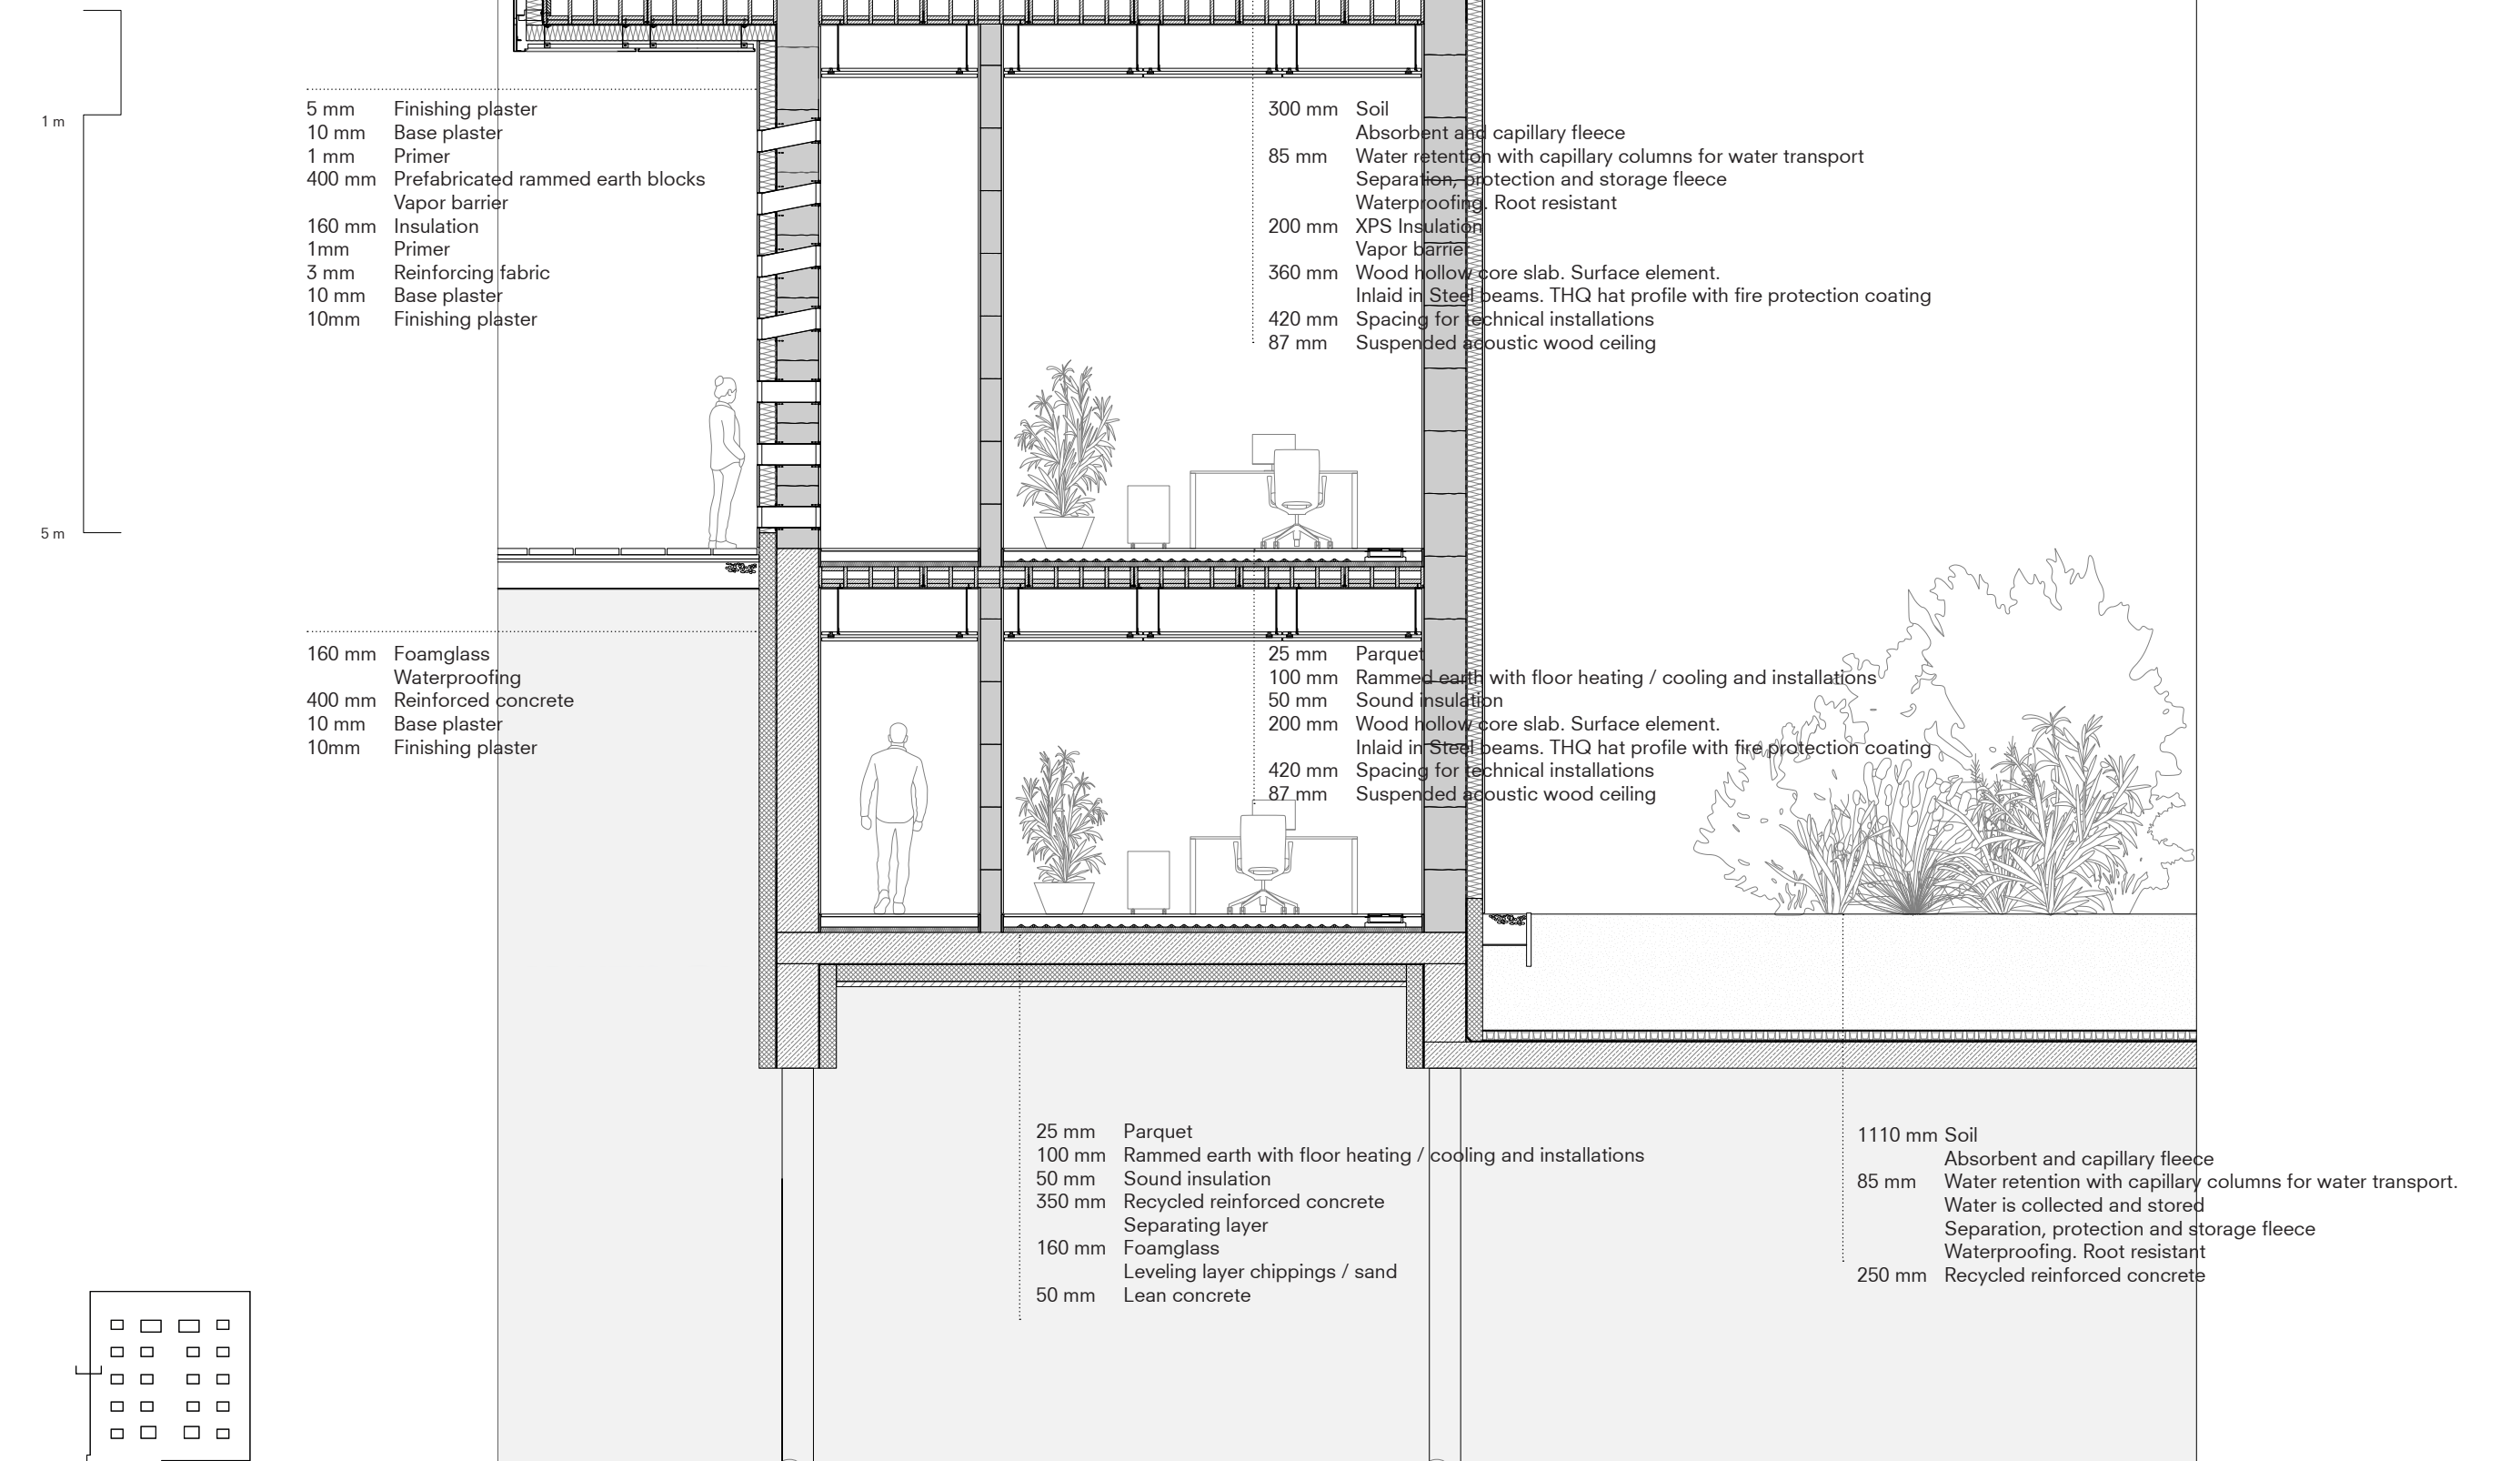 1 m
5 m
5 mm Finishing plaster
10 mm Base plaster
1 mm Primer
400 mm Prefabricated rammed earth blocks
Vapor barrier
160 mm Insulation
1mm Primer
3 mm Reinforcing fabric
10 mm Base plaster
10mm Finishing plaster
300 mm Soil
Absorbent and capillary fleece
85 mm Water retention with capillary columns for water transport
Separation, protection and storage fleece
Waterproofing. Root resistant
200 mm XPS Insulation
Vapor barrier
360 mm Wood hollow core slab. Surface element.
Inlaid in Steel beams. THQ hat profile with fire protection coating
420 mm Spacing for technical installations
87 mm Suspended acoustic wood ceiling
160 mm Foamglass
Waterproofing
400 mm Reinforced concrete
10 mm Base plaster
10mm Finishing plaster
25 mm Parquet
100 mm Rammed earth with floor heating / cooling and installations
50 mm Sound insulation
200 mm Wood hollow core slab. Surface element.
Inlaid in Steel beams. THQ hat profile with fire protection coating
420 mm Spacing for technical installations
87 mm Suspended acoustic wood ceiling
25 mm Parquet
100 mm Rammed earth with floor heating / cooling and installations
50 mm Sound insulation
350 mm Recycled reinforced concrete
Separating layer
160 mm Foamglass
Leveling layer chippings / sand
50 mm Lean concrete
1110 mm Soil
Absorbent and capillary fleece
85 mm Water retention with capillary columns for water transport.
Water is collected and stored
Separation, protection and storage fleece
Waterproofing. Root resistant
250 mm Recycled reinforced concrete